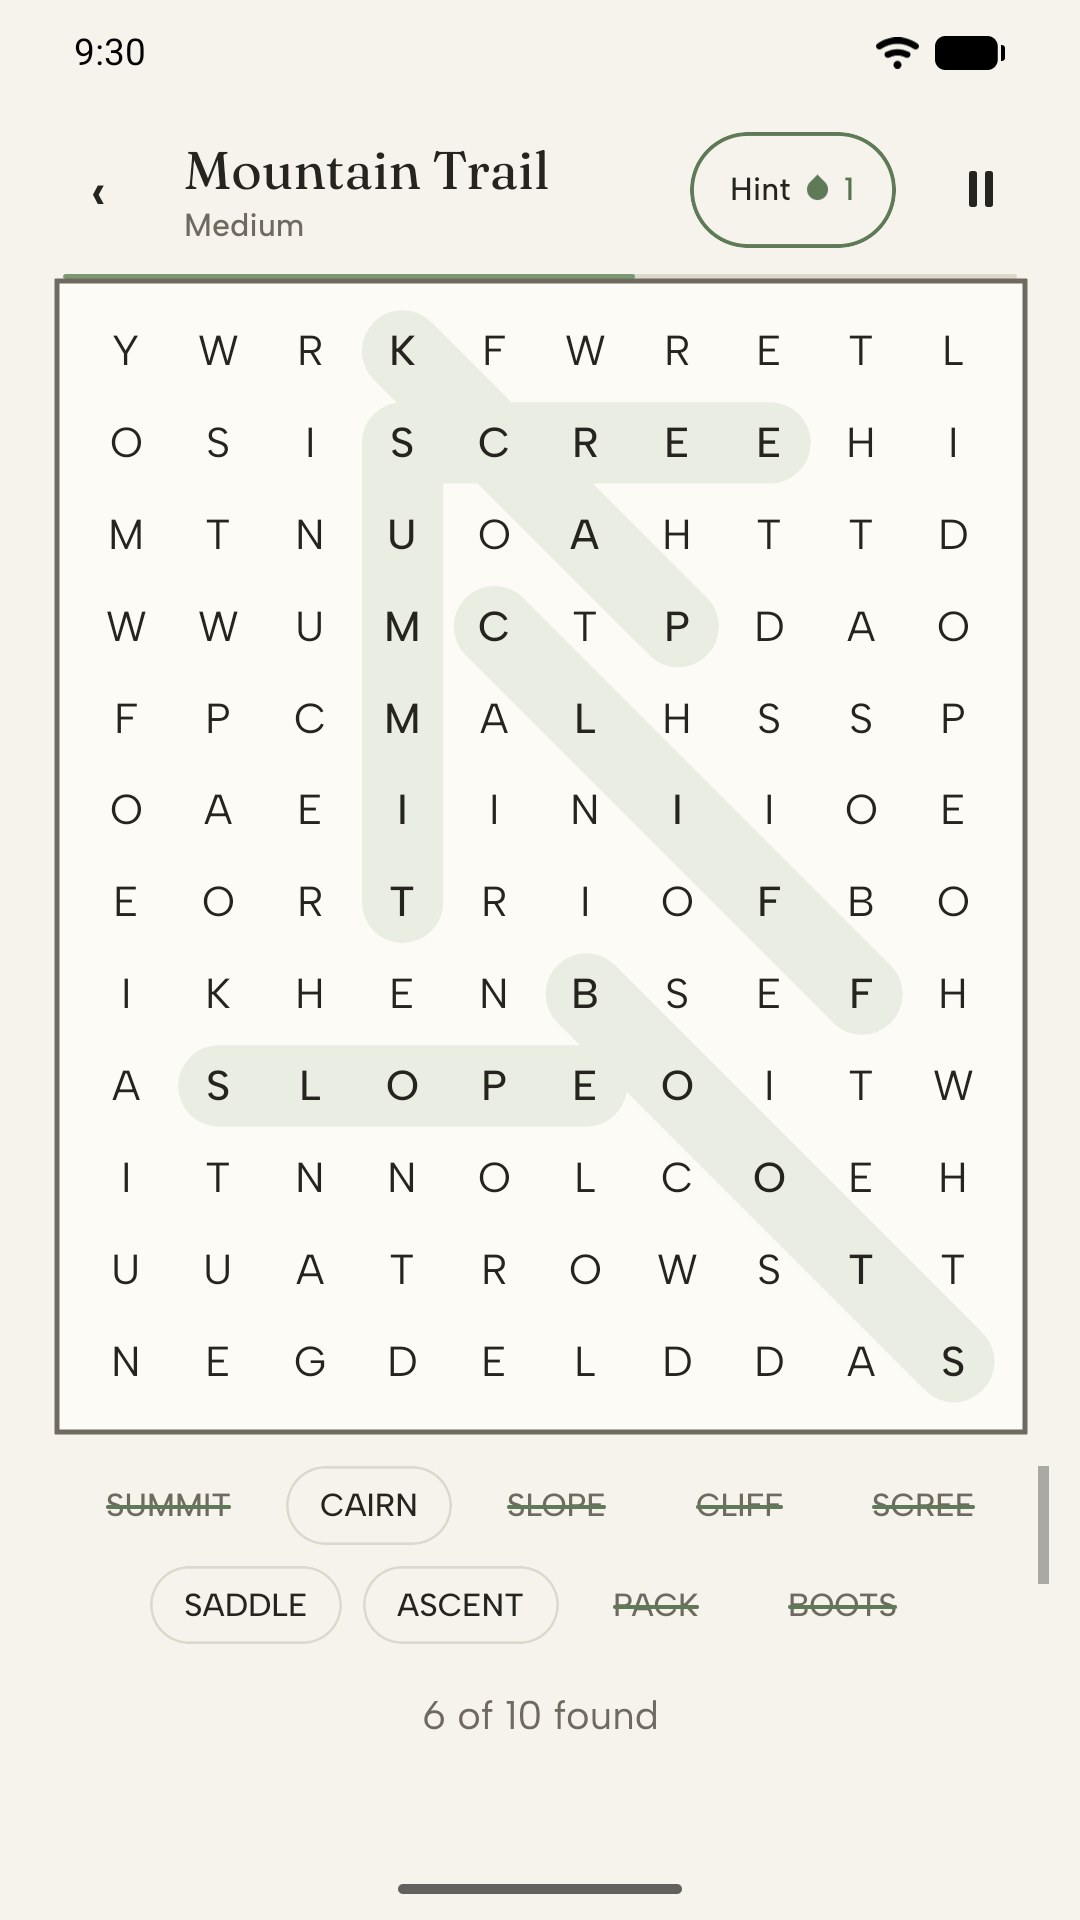 9:30
Mountain Trail
Medium
Hint 1
Y W R K F W R E T L
O S I S C R E E H I
M T N U O A H T T D
W W U M C T P D A O
F P C M A L H S S P
O A E I I N I I O E
E O R T R I O F B O
I K H E N B S E F H
A S L O P E O I T W
I T N N O L C O E H
U U A T R O W S T T
N E G D E L D D A S
SUMMIT CAIRN SLOPE CLIFF SCREE
SADDLE ASCENT PACK BOOTS
6 of 10 found